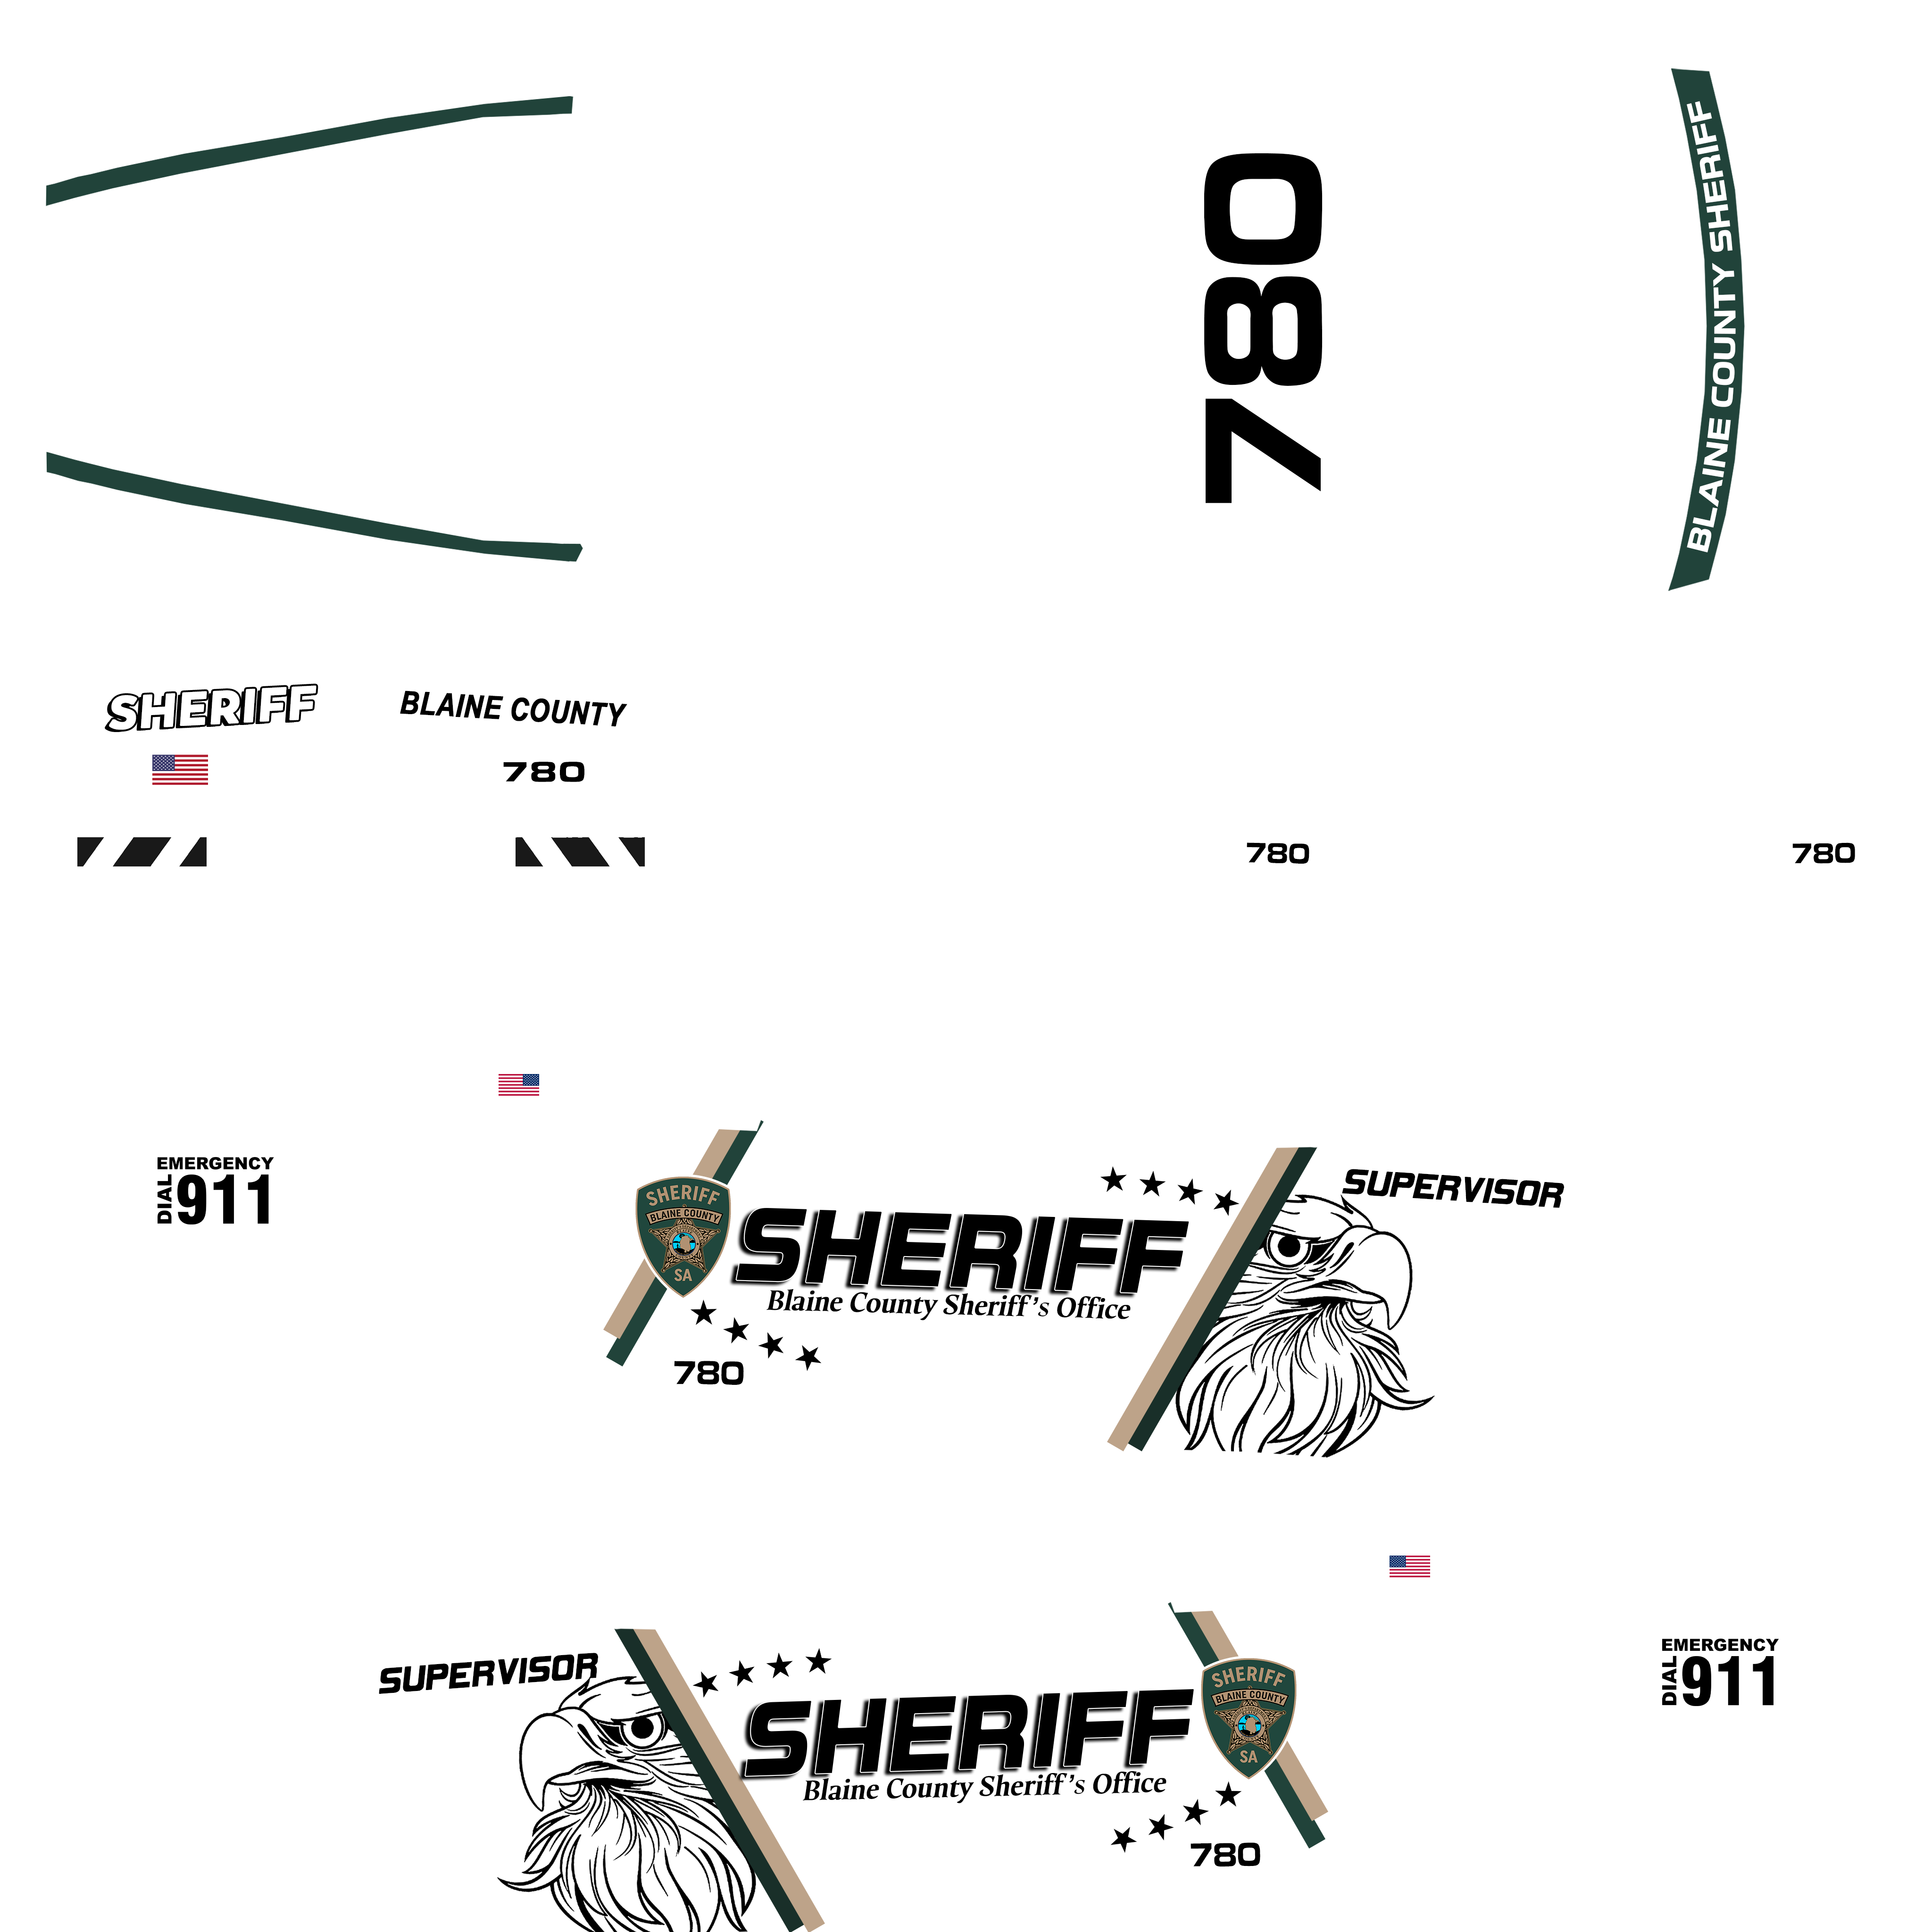 780
BLAINE COUNTY SHERIFF
SHERIFF
BLAINE COUNTY
780
780
780
EMERGENCY
DIAL
911
SHERIFF
BLAINE COUNTY
SA
SHERIFF
Blaine County Sheriff's Office
780
SUPERVISOR
SUPERVISOR
SHERIFF
Blaine County Sheriff's Office
SHERIFF
BLAINE COUNTY
SA
780
EMERGENCY
DIAL
911